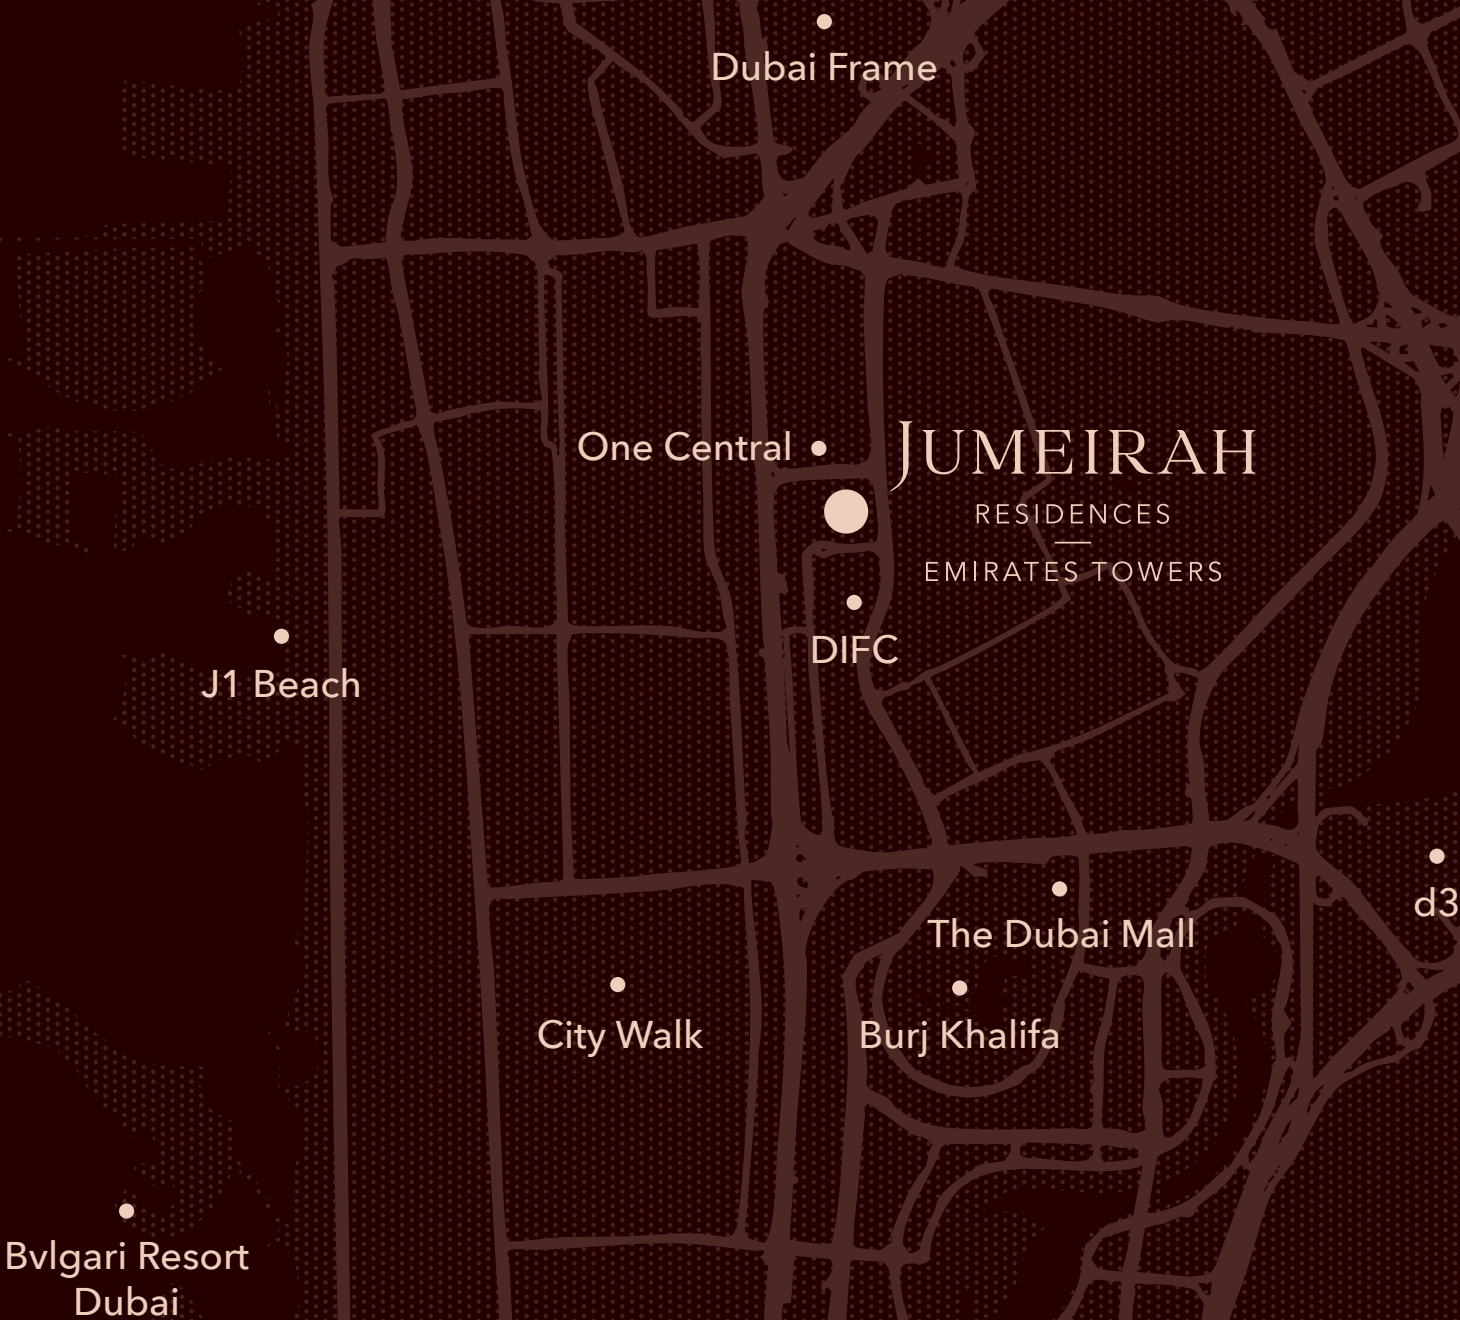 Dubai Frame
One Central
JUMEIRAH
RESIDENCES
EMIRATES TOWERS
DIFC
J1 Beach
d3
The Dubai Mall
City Walk
Burj Khalifa
Bvlgari Resort
Dubai